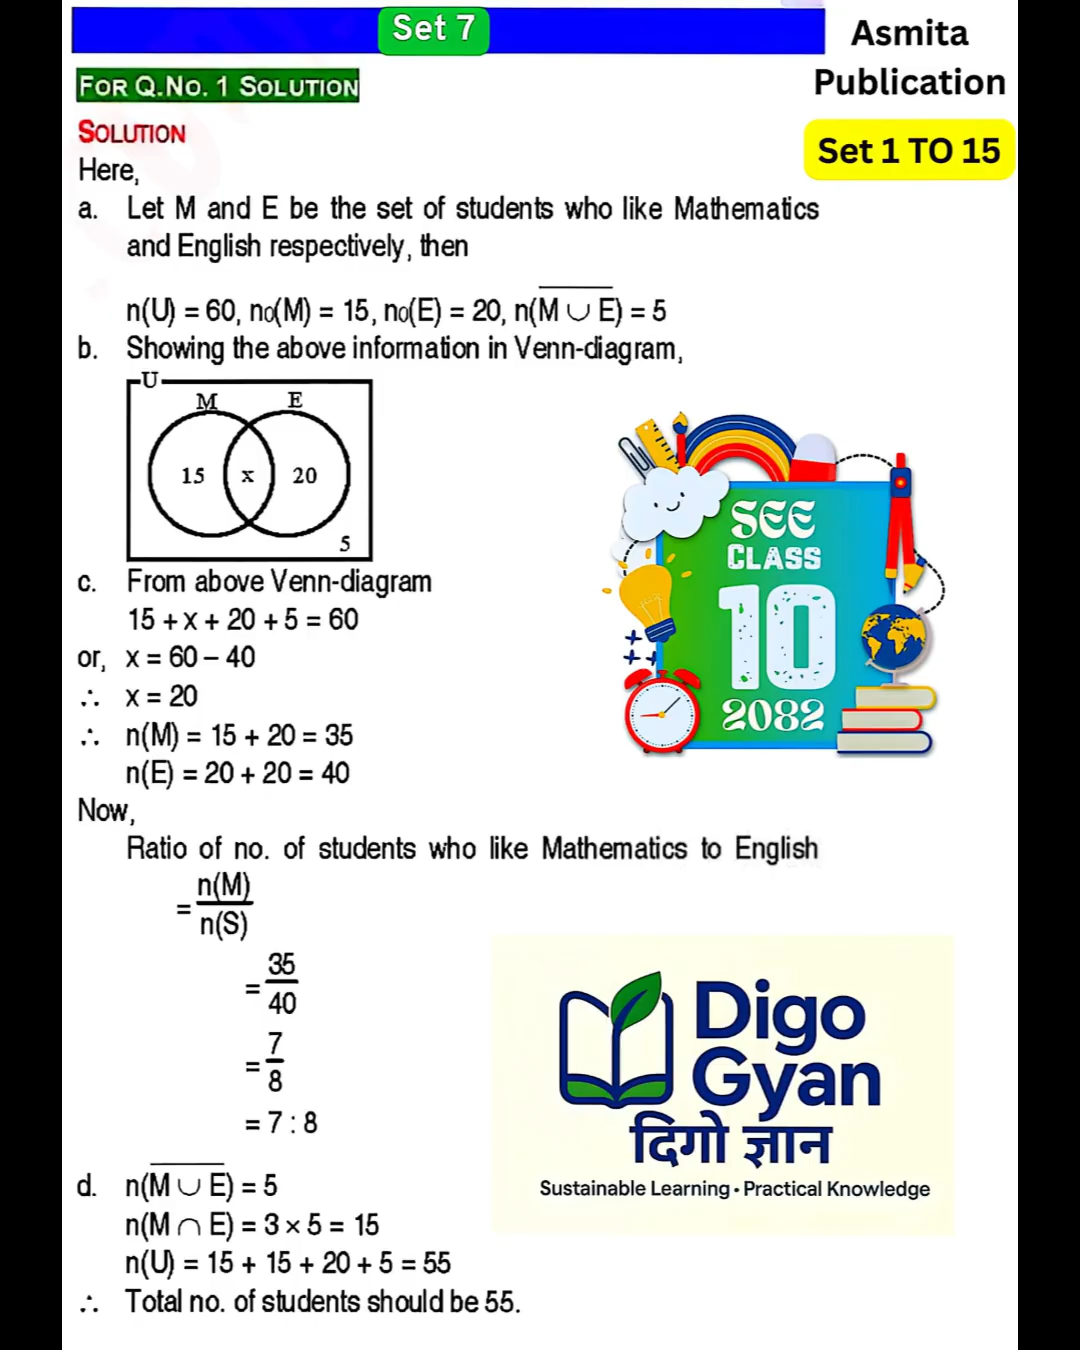 Set 7
Asmita
Publication
Set 1 TO 15
FOR Q.NO. 1 SOLUTION
SOLUTION
Here,
a. Let M and E be the set of students who like Mathematics
and English respectively, then
n(U) = 60, n₀(M) = 15, n₀(E) = 20, n(M̅ ̅∪̅ ̅E̅) = 5
b. Showing the above information in Venn-diagram,
U
M E
15 x 20
5
c. From above Venn-diagram
15 + x + 20 + 5 = 60
or, x = 60 – 40
∴ x = 20
∴ n(M) = 15 + 20 = 35
n(E) = 20 + 20 = 40
Now,
Ratio of no. of students who like Mathematics to English
= n(M)/n(S)
= 35/40
= 7/8
= 7 : 8
d. n(M̅ ̅∪̅ ̅E̅) = 5
n(M ∩ E) = 3 × 5 = 15
n(U) = 15 + 15 + 20 + 5 = 55
∴ Total no. of students should be 55.
SEE
CLASS
10
2082
Digo
Gyan
दिगो ज्ञान
Sustainable Learning • Practical Knowledge